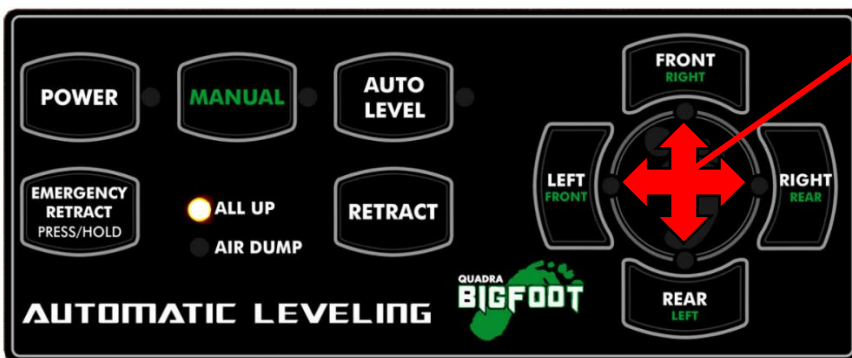 POWER
MANUAL
AUTO
LEVEL
FRONT
RIGHT
LEFT
FRONT
RIGHT
REAR
EMERGENCY
RETRACT
PRESS/HOLD
ALL UP
AIR DUMP
RETRACT
REAR
LEFT
AUTOMATIC LEVELING
QUADRA
BIGFOOT